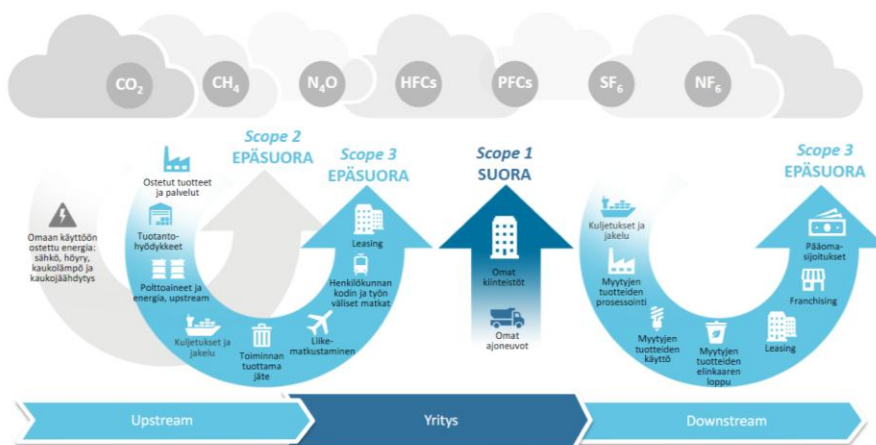 CO₂
CH₄
N₄O
HFCs
PFCs
SF₆
NF₆
Scope 2
EPÄSUORA
Scope 3
EPÄSUORA
Scope 1
SUORA
Scope 3
EPÄSUORA
Omaan käyttöön
ostettu energia:
sähkö, höyry,
kaukolämpö ja
kaukojäähdytys
Ostetut tuotteet
ja palvelut
Tuotanto-
hyödykkeet
Polttoaineet ja
energia, upstream
Kuljetukset ja
jakelu
Toiminnan
tuottama
jäte
Liike-
matkustaminen
Henkilökunnan
kodin ja työn
väliset matkat
Leasing
Omat
kiinteistöt
Omat
ajoneuvot
Kuljetukset ja
jakelu
Myytyjen
tuotteiden
prosessointi
Myytyjen
tuotteiden
käyttö
Myytyjen
tuotteiden
elinkaaren
loppu
Leasing
Franchising
Pääoma-
sijoitukset
Upstream
Yritys
Downstream